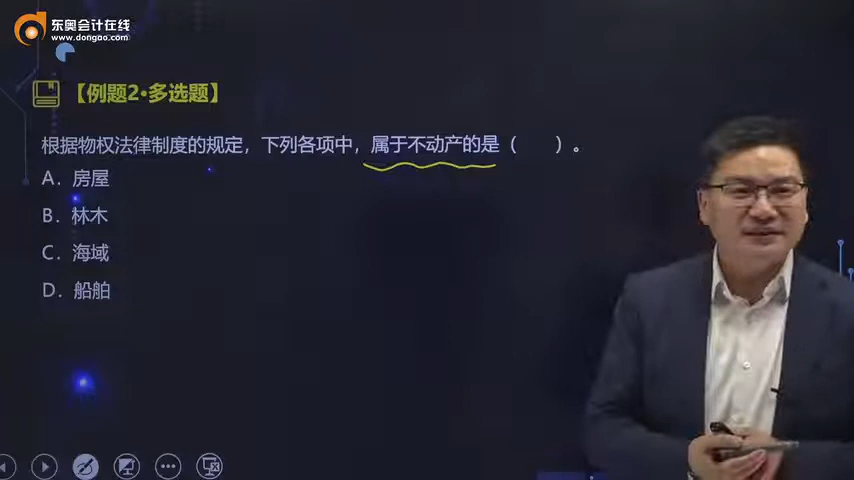 东奥会计在线
www.dongao.com
【例题2·多选题】
根据物权法律制度的规定，下列各项中，属于不动产的是（　　）。
A．房屋
B．林木
C．海域
D．船舶